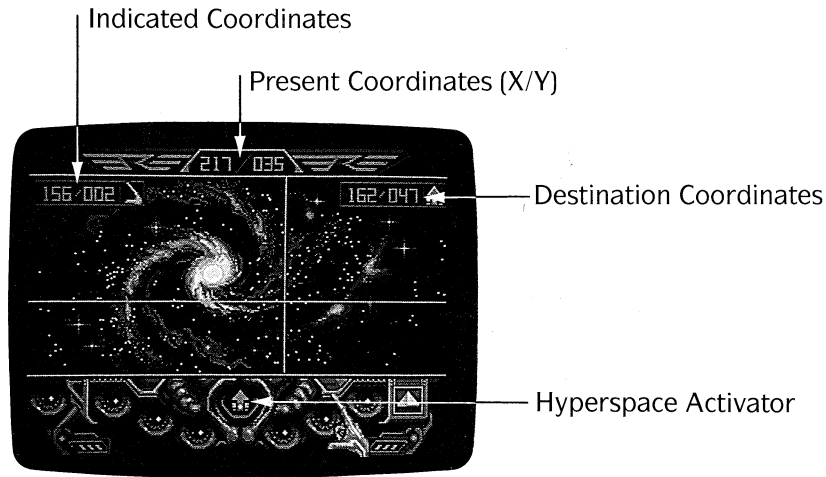 Indicated Coordinates
Present Coordinates (X/Y)
217/035
156/002
162/047
Destination Coordinates
Hyperspace Activator